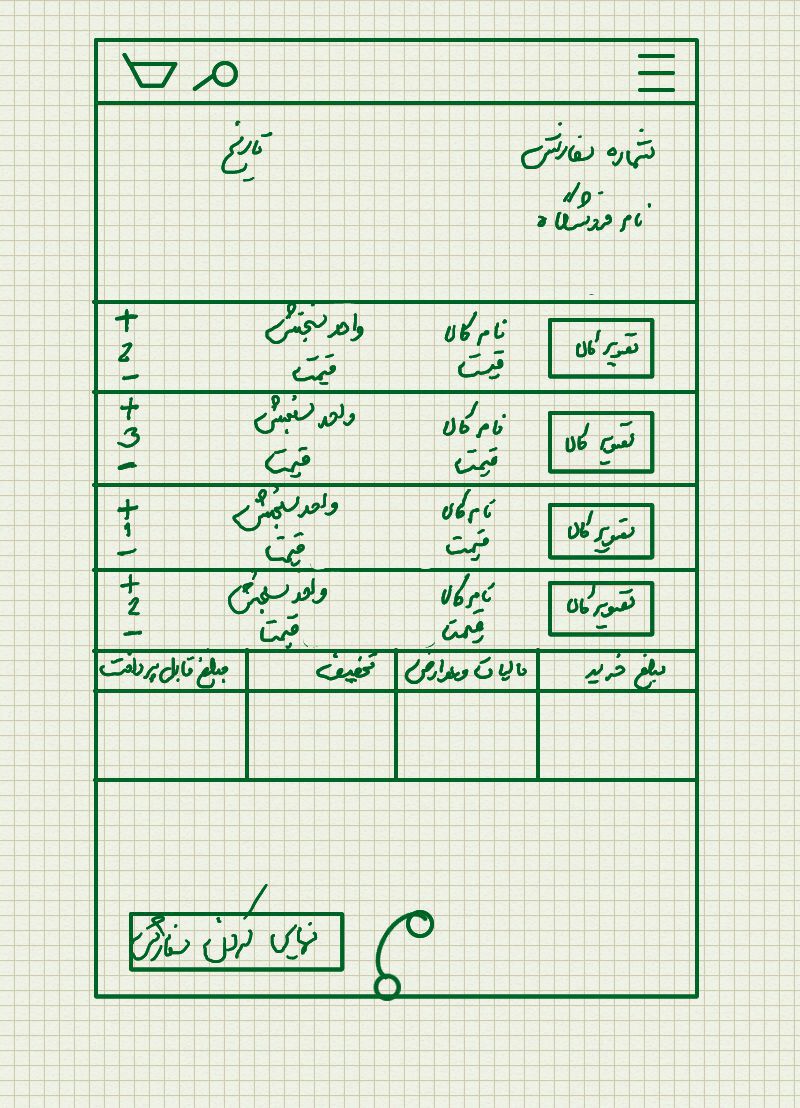 شماره سفارش
تاریخ
نام فروشگاه
تصویر کالا
نام کالا
واحد سنجش
+
قیمت
قیمت
2
-
تصویر کالا
نام کالا
واحد سنجش
+
قیمت
قیمت
3
-
تصویر کالا
نام کالا
واحد سنجش
+
قیمت
قیمت
1
-
تصویر کالا
نام کالا
واحد سنجش
+
قیمت
قیمت
2
-
مبلغ خرید
مالیات و عوارض
تخفیف
مبلغ قابل پرداخت
نهایی کردن سفارش